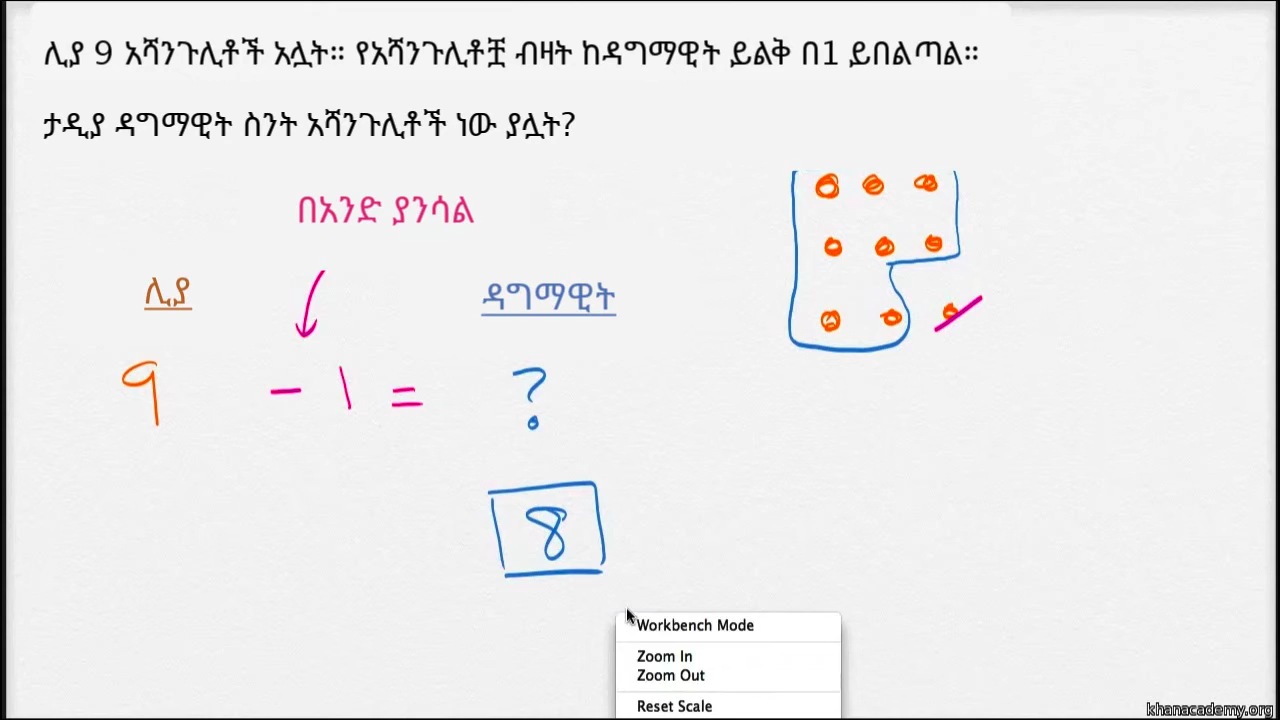 ሊያ 9 አሻንጉሊቶች አሏት። የአሻንጉሊቶቿ ብዛት ከዳግማዊት ይልቅ በ1 ይበልጣል።
ታዲያ ዳግማዊት ስንት አሻንጉሊቶች ነው ያሏት?
በአንድ ያንሳል
ሊያ
ዳግማዊት
9 - 1 = ?
8
Workbench Mode
Zoom In
Zoom Out
Reset Scale
khanacademy.org